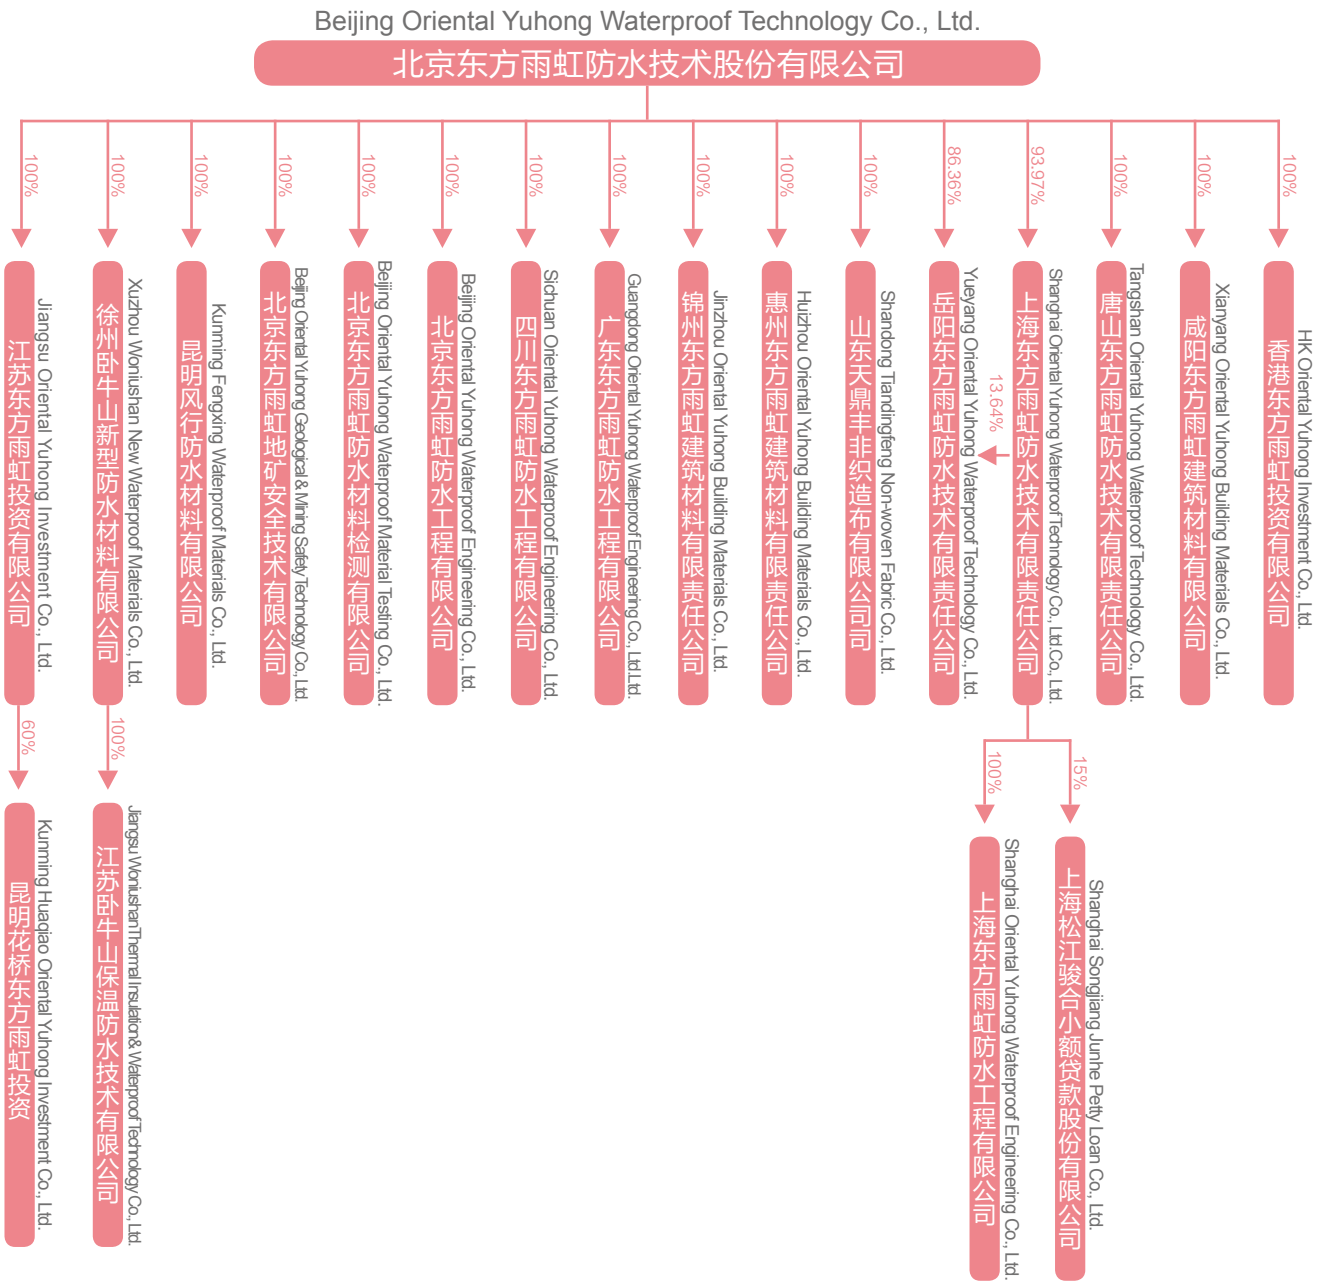 Beijing Oriental Yuhong Waterproof Technology Co., Ltd.
北京东方雨虹防水技术股份有限公司
100%
100%
100%
100%
100%
100%
100%
100%
100%
100%
100%
86.36%
93.97%
100%
100%
100%
江苏东方雨虹投资有限公司
Jiangsu Oriental Yuhong Investment Co., Ltd.
徐州卧牛山新型防水材料有限公司
Xuzhou Woniushan New Waterproof Materials Co., Ltd.
昆明风行防水材料有限公司
Kunming Fengxing Waterproof Materials Co., Ltd.
北京东方雨虹地矿安全技术有限公司
Beijing Oriental Yuhong Geological & Mining Safety Technology Co., Ltd.
北京东方雨虹防水材料检测有限公司
Beijing Oriental Yuhong Waterproof Material Testing Co., Ltd.
北京东方雨虹防水工程有限公司
Beijing Oriental Yuhong Waterproof Engineering Co., Ltd.
四川东方雨虹防水工程有限公司
Sichuan Oriental Yuhong Waterproof Engineering Co., Ltd.
广东东方雨虹防水工程有限公司
Guangdong Oriental Yuhong Waterproof Engineering Co., Ltd.Ltd.
锦州东方雨虹建筑材料有限责任公司
Jinzhou Oriental Yuhong Building Materials Co., Ltd.
惠州东方雨虹建筑材料有限责任公司
Huizhou Oriental Yuhong Building Materials Co., Ltd.
山东天鼎丰非织造布有限公司
Shandong Tiandingfeng Non-woven Fabric Co., Ltd.
岳阳东方雨虹防水技术有限责任公司
Yueyang Oriental Yuhong Waterproof Technology Co., Ltd.
13.64%
上海东方雨虹防水技术有限责任公司
Shanghai Oriental Yuhong Waterproof Technology Co., Ltd.Co., Ltd.
唐山东方雨虹防水技术有限责任公司
Tangshan Oriental Yuhong Waterproof Technology Co., Ltd.
咸阳东方雨虹建筑材料有限公司
Xianyang Oriental Yuhong Building Materials Co., Ltd.
香港东方雨虹投资有限公司
HK Oriental Yuhong Investment Co., Ltd.
60%
100%
100%
15%
昆明花桥东方雨虹投资
Kunming Huaqiao Oriental Yuhong Investment Co., Ltd.
江苏卧牛山保温防水技术有限公司
Jiangsu Woniushan Thermal Insulation & Waterproof Technology Co., Ltd.
上海东方雨虹防水工程有限公司
Shanghai Oriental Yuhong Waterproof Engineering Co., Ltd.
上海松江骏合小额贷款股份有限公司
Shanghai Songjiang Junhe Petty Loan Co., Ltd.